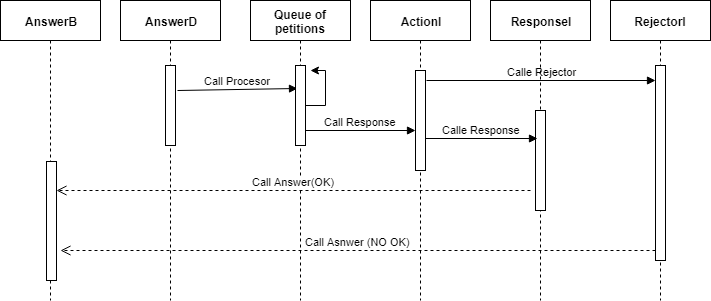 AnswerB
AnswerD
Queue of
petitions
ActionI
ResponseI
RejectorI
Call Procesor
Calle Rejector
Call Response
Calle Response
Call Answer(OK)
Call Asnwer (NO OK)